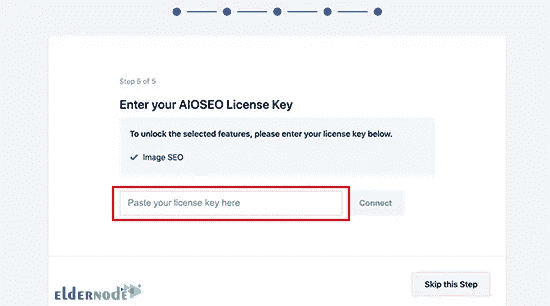 Step 5 of 5
Enter your AIOSEO License Key
To unlock the selected features, please enter your license key below.
Image SEO
Paste your license key here
Connect
eldernode
Skip this Step